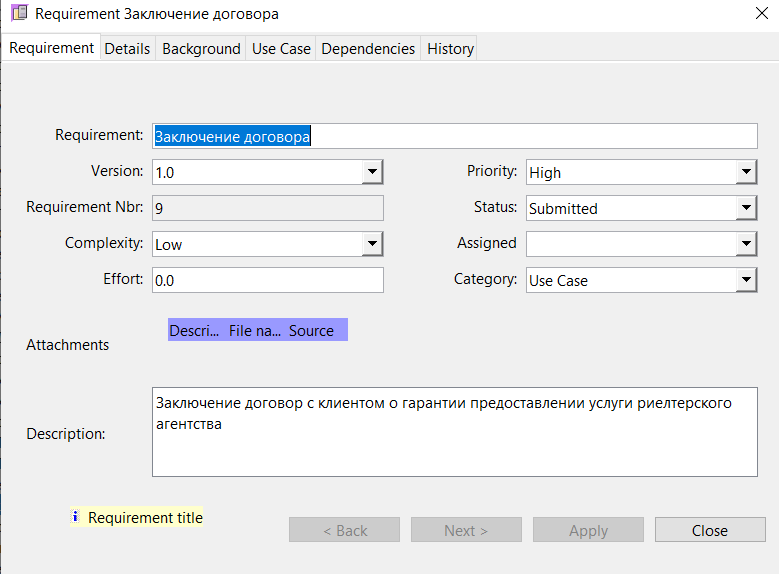 Requirement Заключение договора
Requirement Details Background Use Case Dependencies History
Requirement: Заключение договора
Version: 1.0 Priority: High
Requirement Nbr: 9 Status: Submitted
Complexity: Low Assigned
Effort: 0.0 Category: Use Case
Descri... File na... Source
Attachments
Заключение договор с клиентом о гарантии предоставлении услуги риелтерского
агентства
Description:
Requirement title
< Back Next > Apply Close